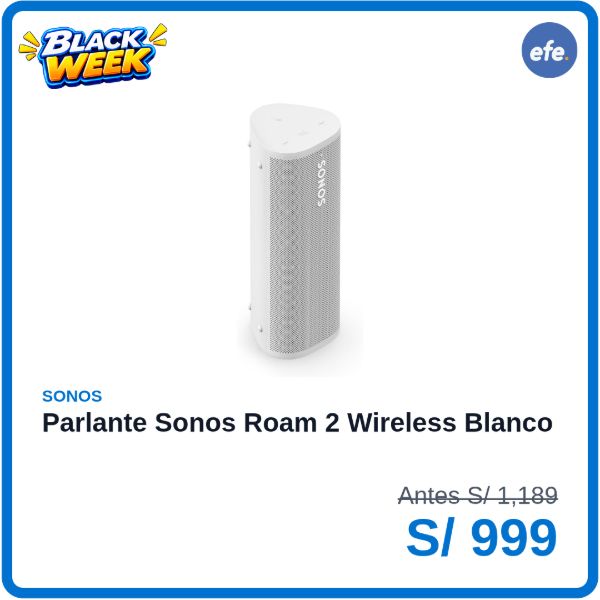 BLACK
WEEK
efe.
SONOS
SONOS
Parlante Sonos Roam 2 Wireless Blanco
Antes S/ 1,189
S/ 999